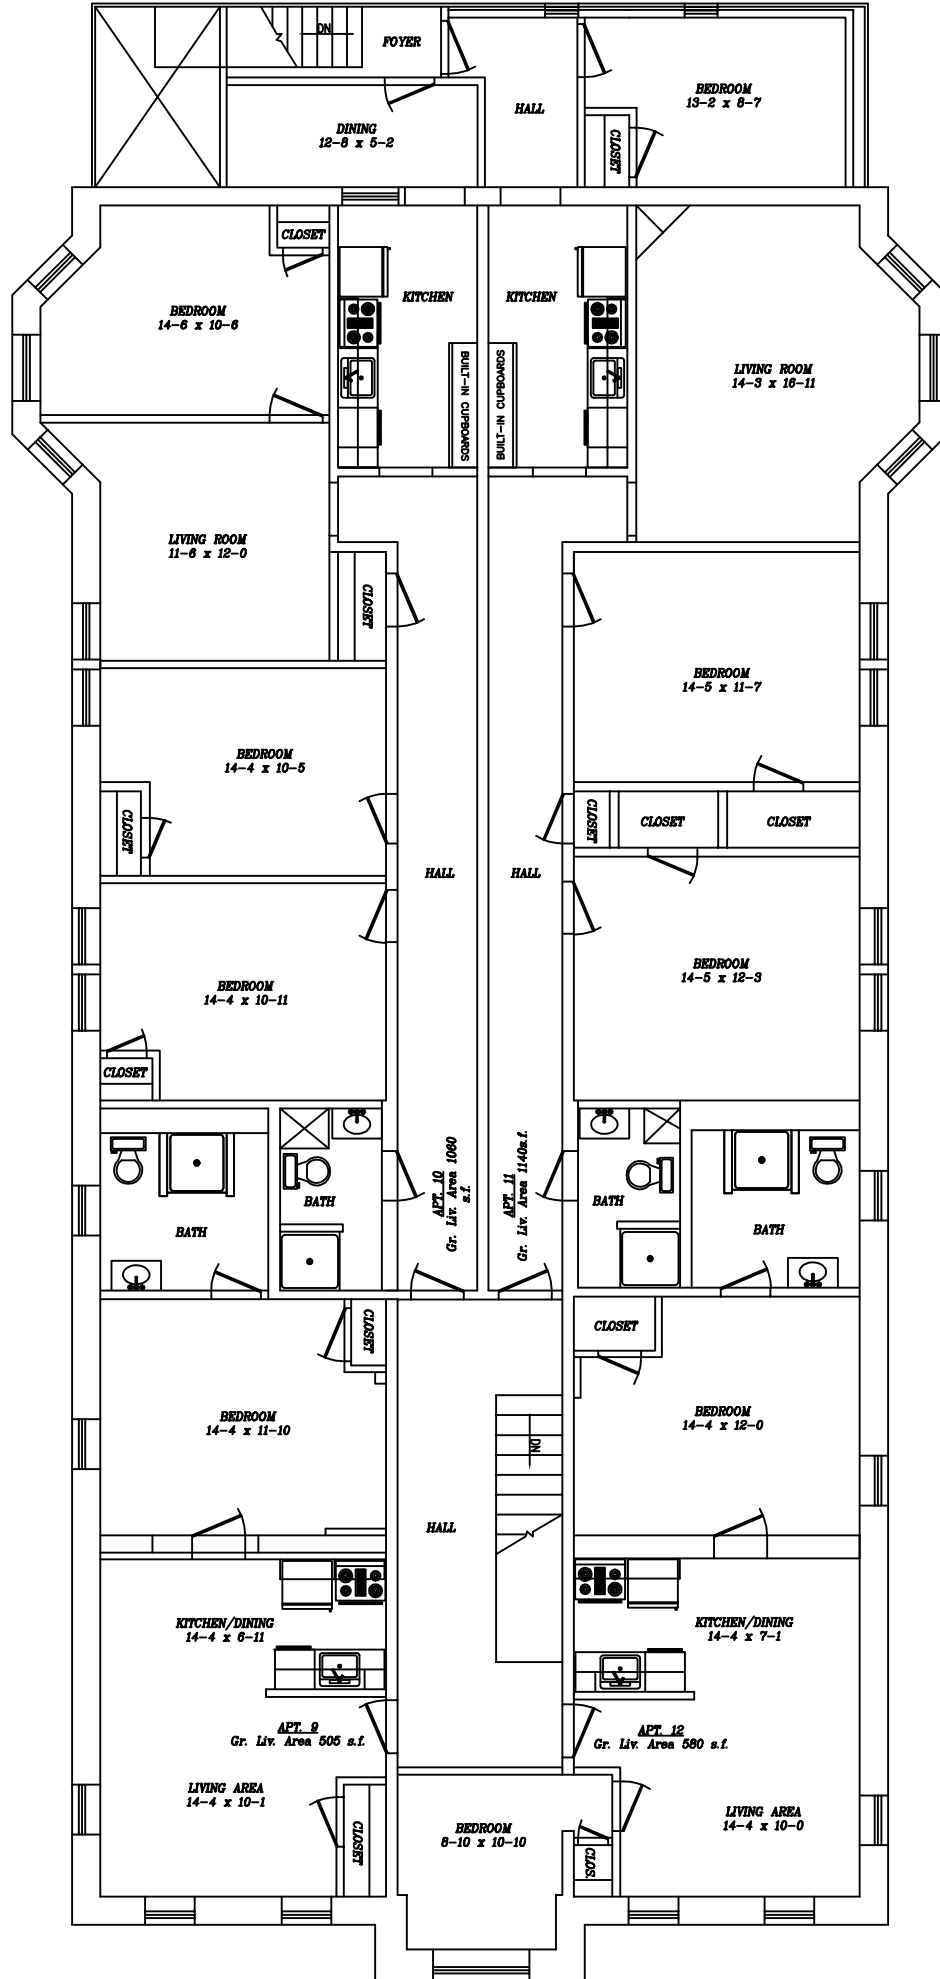 DN
FOYER
BEDROOM
13-2 x 8-7
HALL
DINING
12-8 x 5-2
CLOSET
CLOSET
KITCHEN
KITCHEN
BEDROOM
14-6 x 10-6
BUILT-IN CUPBOARDS
BUILT-IN CUPBOARDS
LIVING ROOM
14-3 x 16-11
LIVING ROOM
11-6 x 12-0
CLOSET
BEDROOM
14-5 x 11-7
BEDROOM
14-4 x 10-5
CLOSET
CLOSET
CLOSET
CLOSET
HALL
HALL
BEDROOM
14-4 x 10-11
BEDROOM
14-5 x 12-3
CLOSET
APT. 10
Gr. Liv. Area 1060
s.f.
APT. 11
Gr. Liv. Area 1140s.f.
BATH
BATH
BATH
BATH
CLOSET
CLOSET
BEDROOM
14-4 x 11-10
BEDROOM
14-4 x 12-0
DN
HALL
KITCHEN/DINING
14-4 x 6-11
KITCHEN/DINING
14-4 x 7-1
APT. 9
Gr. Liv. Area 505 s.f.
APT. 12
Gr. Liv. Area 580 s.f.
LIVING AREA
14-4 x 10-1
CLOSET
BEDROOM
8-10 x 10-10
CLOS.
LIVING AREA
14-4 x 10-0